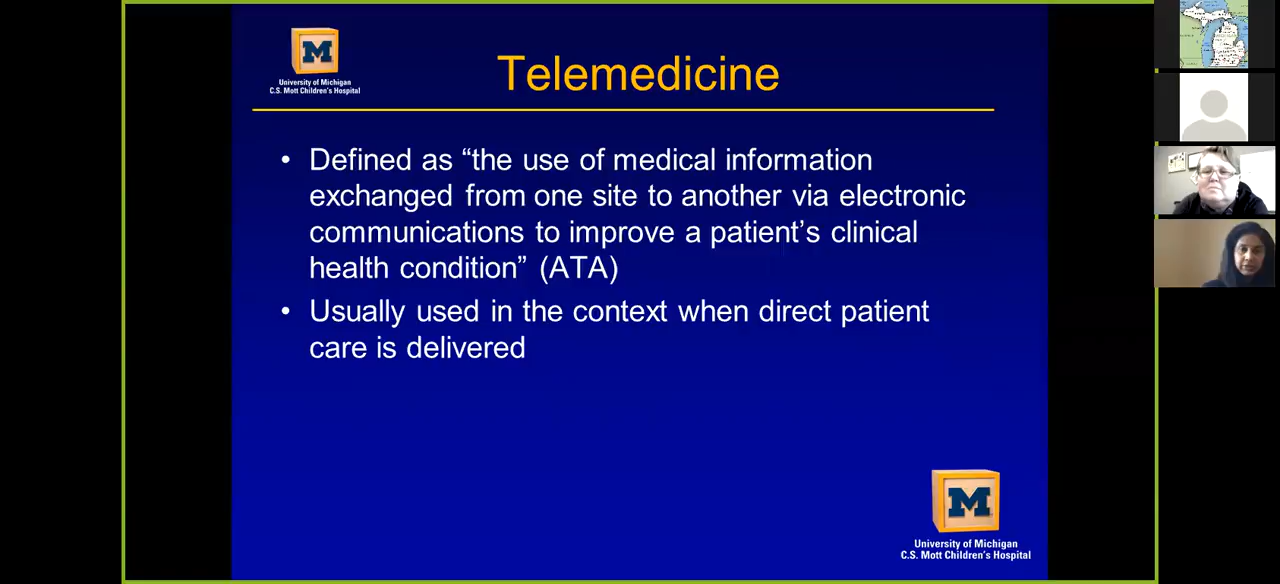 University of Michigan
C.S. Mott Children's Hospital
Telemedicine
• Defined as “the use of medical information
exchanged from one site to another via electronic
communications to improve a patient’s clinical
health condition” (ATA)
• Usually used in the context when direct patient
care is delivered
M
University of Michigan
C.S. Mott Children's Hospital